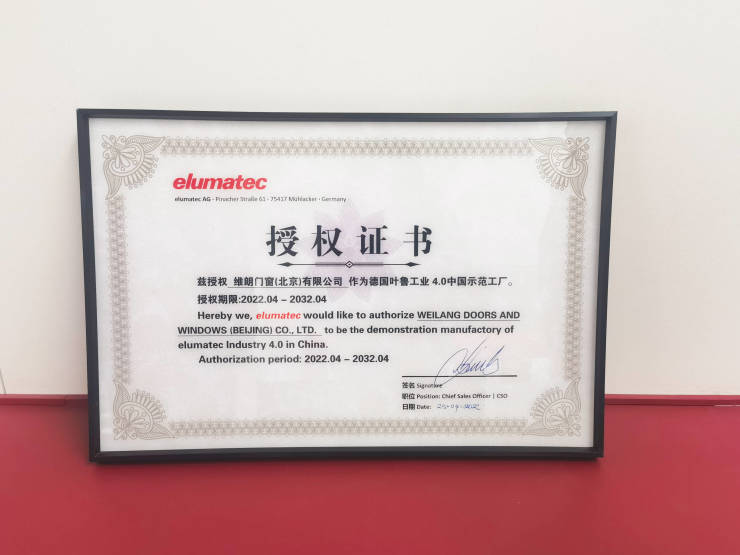 elumatec
elumatec AG · Pinacher Straße 61 · 75417 Mühlacker · Germany
授权证书
兹授权 维朗门窗(北京)有限公司 作为德国叶鲁工业 4.0中国示范工厂。
授权期限:2022.04 – 2032.04
Hereby we, elumatec would like to authorize WEILANG DOORS AND
WINDOWS (BEIJING) CO., LTD. to be the demonstration manufactory of
elumatec Industry 4.0 in China.
Authorization period: 2022.04 – 2032.04
签名 Signature
职位 Position: Chief Sales Officer | CSO
日期 Date: